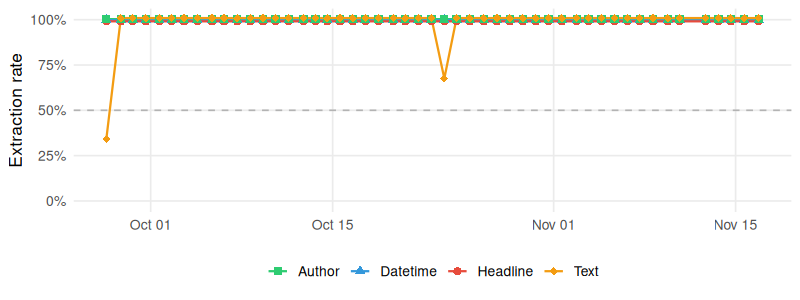 Extraction rate
100%
75%
50%
25%
0%
Oct 01 Oct 15 Nov 01 Nov 15
Author Datetime Headline Text